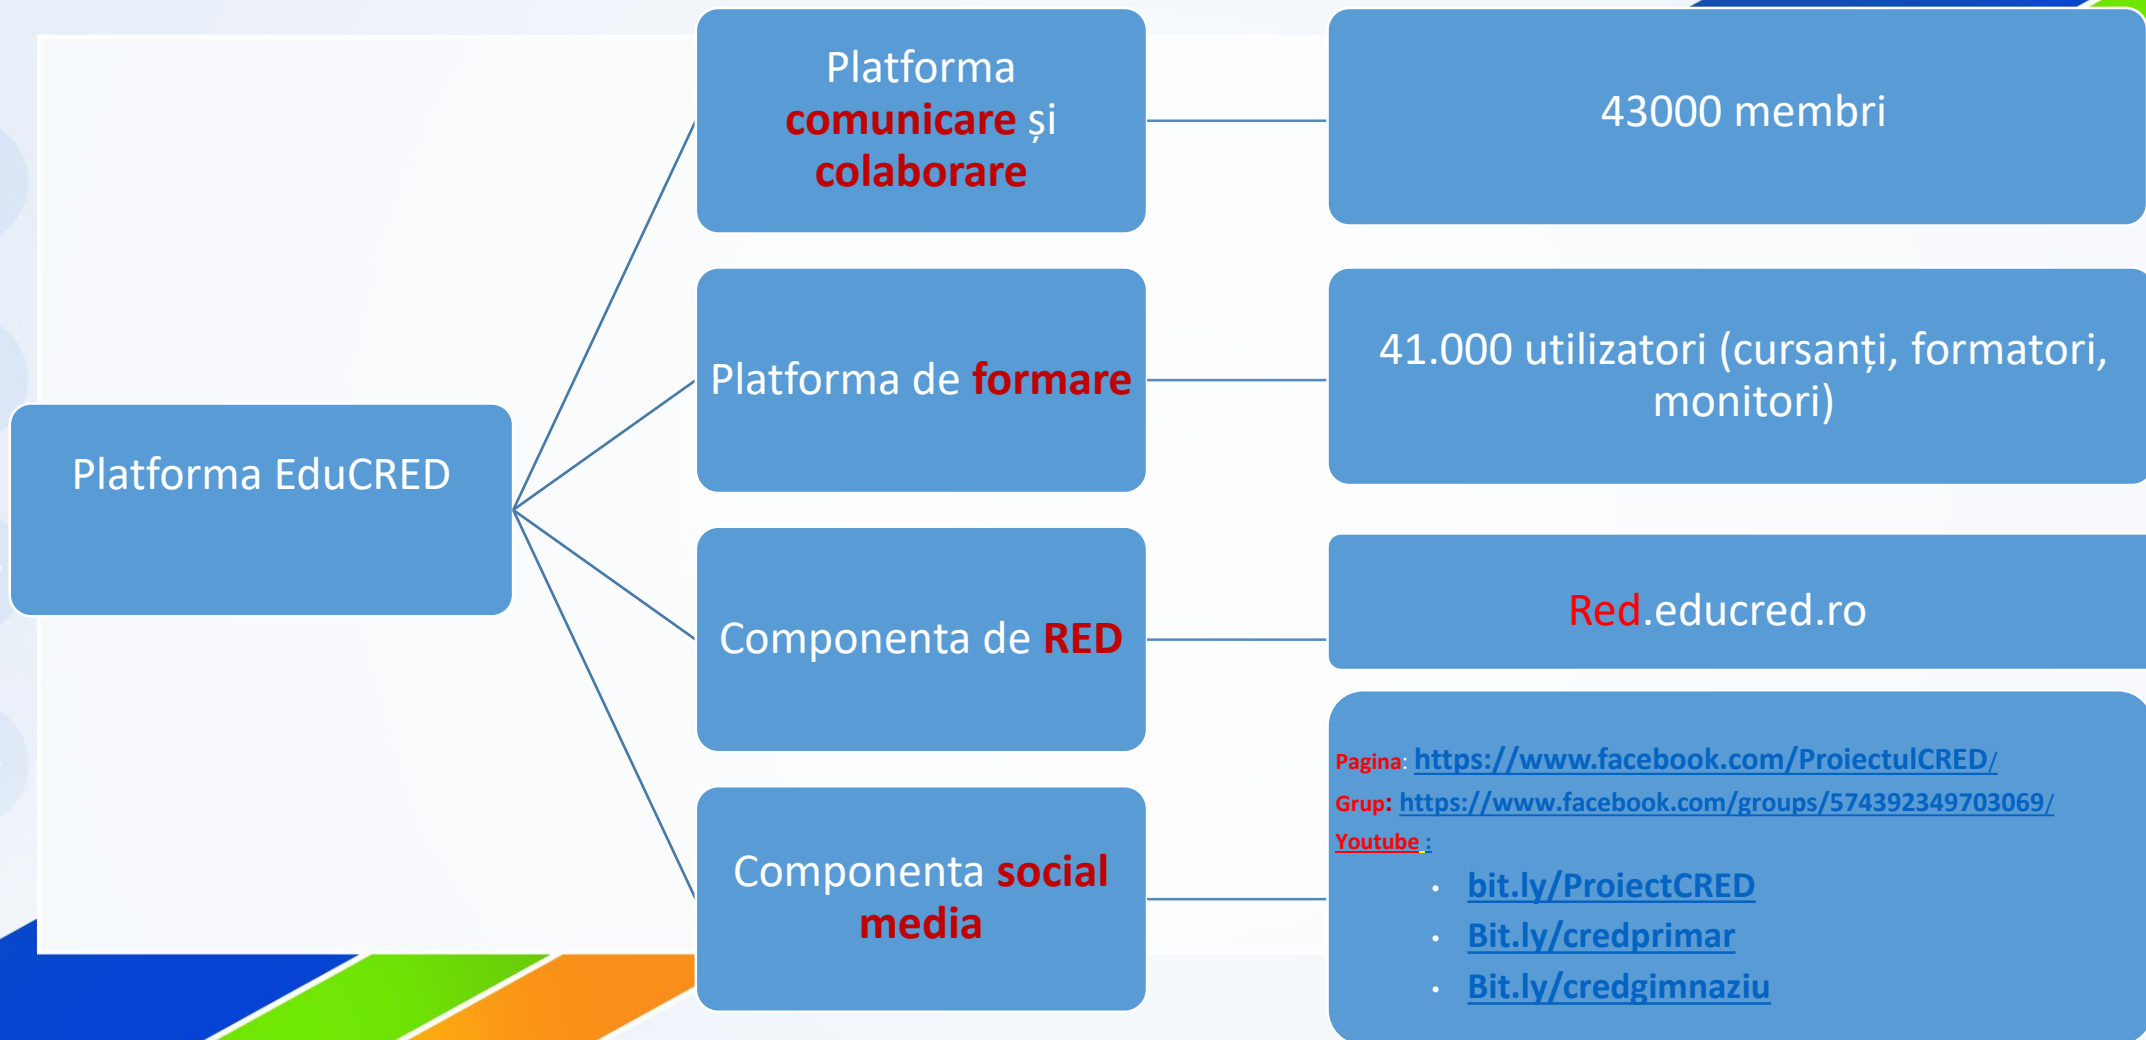 Platforma EduCRED
Platforma
comunicare și
colaborare
43000 membri
Platforma de formare
41.000 utilizatori (cursanți, formatori,
monitori)
Componenta de RED
Red.educred.ro
Componenta social
media
Pagina: https://www.facebook.com/ProiectulCRED/
Grup: https://www.facebook.com/groups/574392349703069/
Youtube :
• bit.ly/ProiectCRED
• Bit.ly/credprimar
• Bit.ly/credgimnaziu